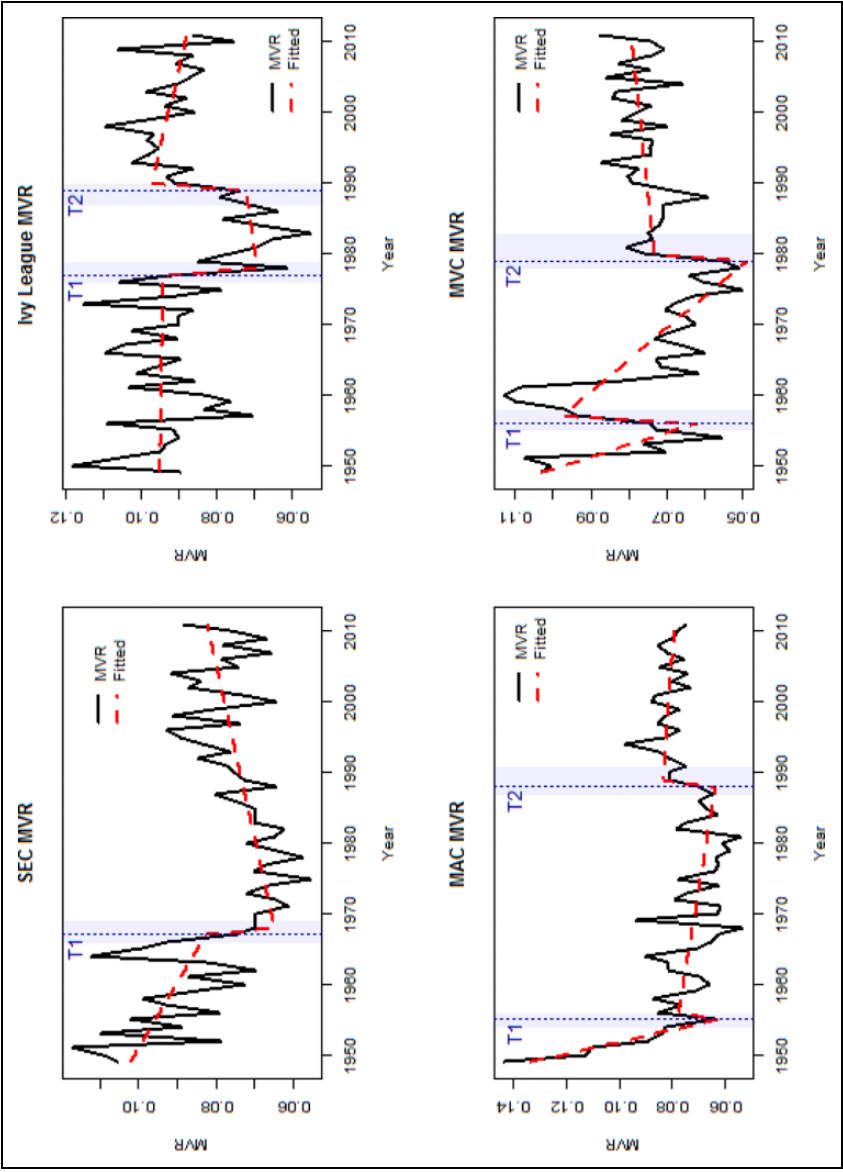 SEC MVR
T1
MVR
Fitted
MVR
0.10
0.08
0.06
1950 1960 1970 1980 1990 2000 2010
Year
Ivy League MVR
T1 T2
MVR
Fitted
MVR
0.12
0.10
0.08
0.06
1950 1960 1970 1980 1990 2000 2010
Year
MAC MVR
T1 T2
MVR
Fitted
MVR
0.14
0.12
0.10
0.08
0.06
1950 1960 1970 1980 1990 2000 2010
Year
MVC MVR
T1 T2
MVR
Fitted
MVR
0.11
0.09
0.07
0.05
1950 1960 1970 1980 1990 2000 2010
Year